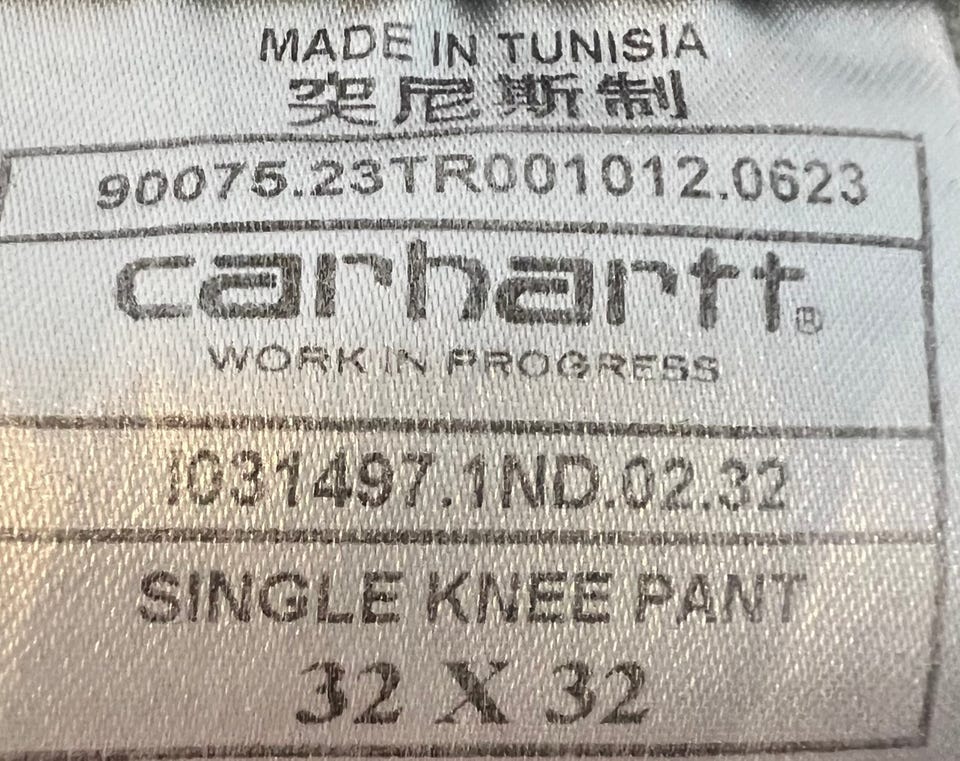 MADE IN TUNISIA
突尼斯制
90075.23TR001012.0623
carhartt®
WORK IN PROGRESS
I031497.1ND.02.32
SINGLE KNEE PANT
32 X 32